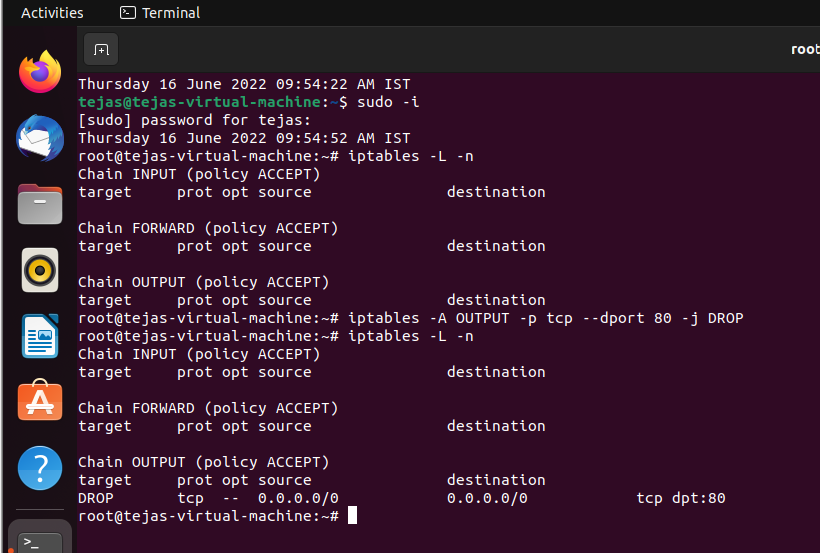 Activities
Terminal
root
Thursday 16 June 2022 09:54:22 AM IST
tejas@tejas-virtual-machine:~$ sudo -i
[sudo] password for tejas:
Thursday 16 June 2022 09:54:52 AM IST
root@tejas-virtual-machine:~# iptables -L -n
Chain INPUT (policy ACCEPT)
target     prot opt source               destination
Chain FORWARD (policy ACCEPT)
target     prot opt source               destination
Chain OUTPUT (policy ACCEPT)
target     prot opt source               destination
root@tejas-virtual-machine:~# iptables -A OUTPUT -p tcp --dport 80 -j DROP
root@tejas-virtual-machine:~# iptables -L -n
Chain INPUT (policy ACCEPT)
target     prot opt source               destination
Chain FORWARD (policy ACCEPT)
target     prot opt source               destination
Chain OUTPUT (policy ACCEPT)
target     prot opt source               destination
DROP       tcp  --  0.0.0.0/0            0.0.0.0/0            tcp dpt:80
root@tejas-virtual-machine:~#